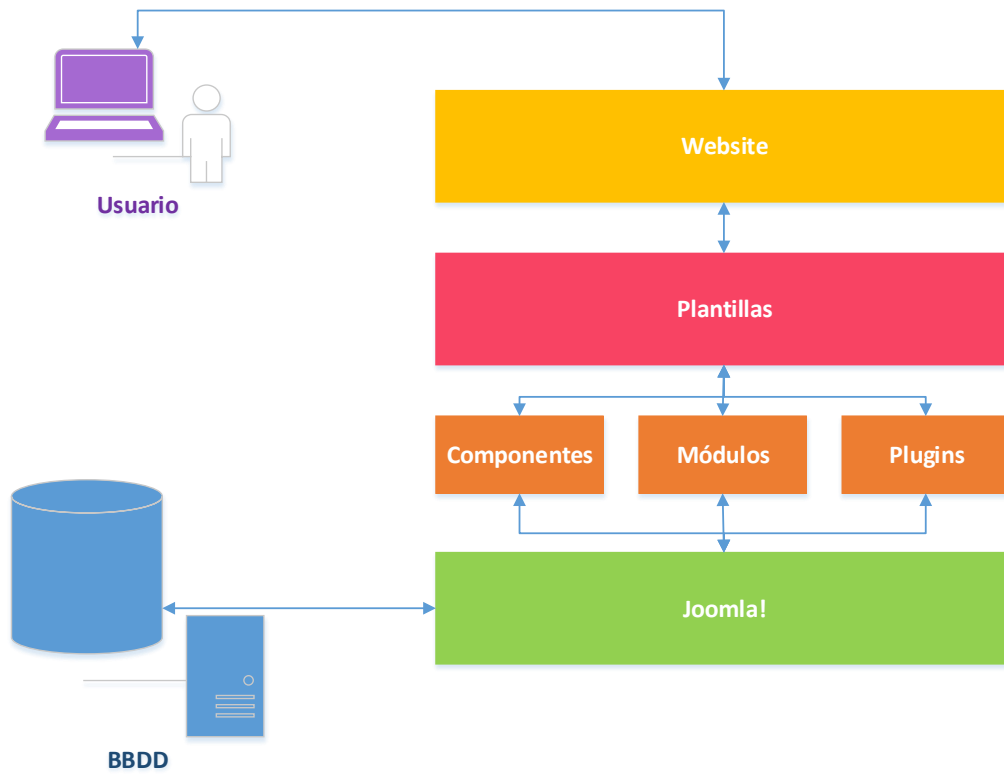 Website
Usuario
Plantillas
Componentes
Módulos
Plugins
Joomla!
BBDD